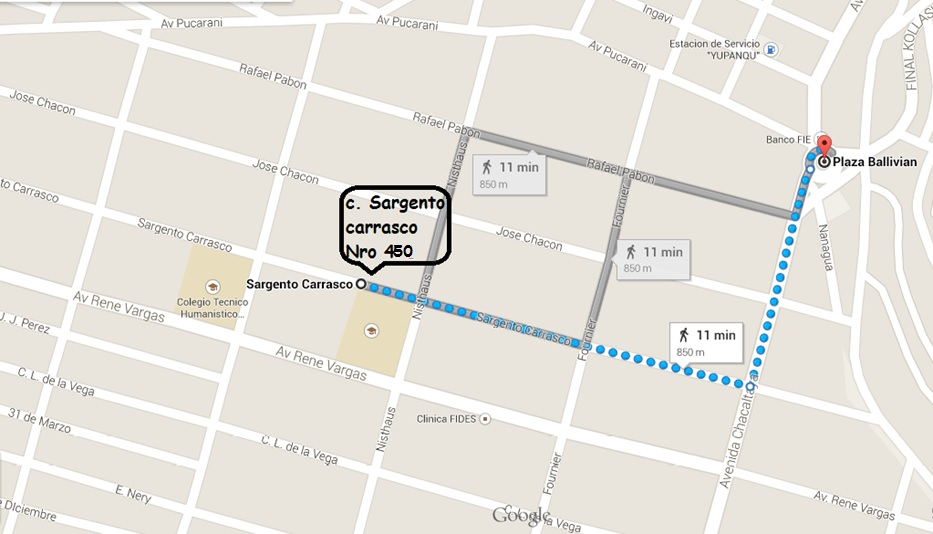 Av Pucarani
Av Pucarani
Ingavi
Av Pucarani
Estacion de Servicio
"YUPANQU"
FINAL KOLLAS
Rafael Pabon
Jose Chacon
Rafael Pabon
Banco FIE
Plaza Ballivian
Nisthaus
11 min
850 m
Rafael Pabon
Jose Chacon
Carrasco
c. Sargento
carrasco
Nro 450
Fournier
Sargento Carrasco
Jose Chacon
Nanagua
11 min
850 m
Sargento Carrasco
Nisthaus
Colegio Tecnico
Humanistico...
Av Rene Vargas
Sargento Carrasco
Fournier
11 min
850 m
J. J. Perez
Av Rene Vargas
C. L. de la Vega
Avenida Chacaltaya
Clinica FIDES
Nisthaus
31 de Marzo
C. L. de la Vega
Fournier
E. Nery
Av. Rene Vargas
de DIciembre
Google
la Vega